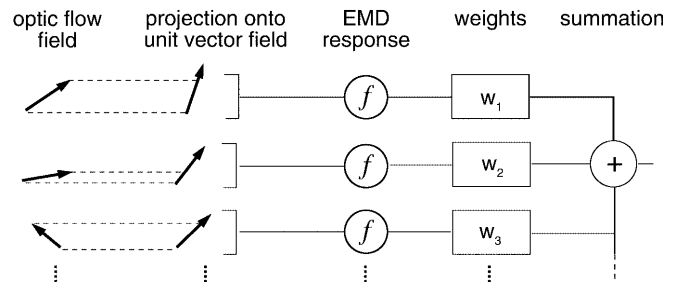 optic flow field
projection onto unit vector field
EMD response
weights
summation
f
w1
+
f
w2
f
w3